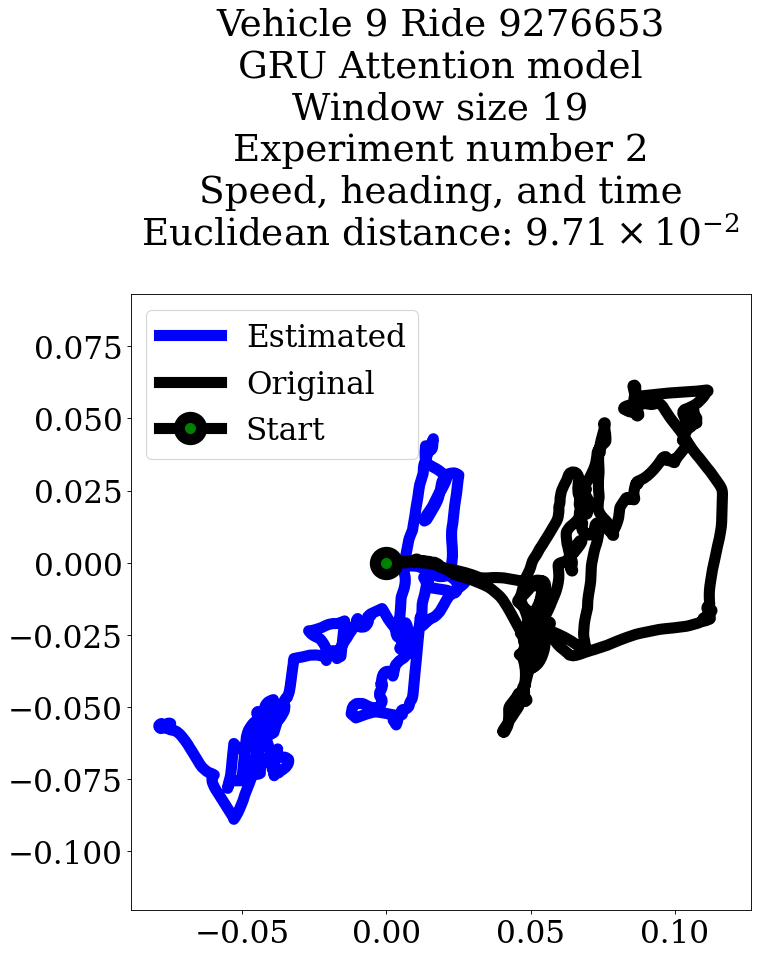 Vehicle 9 Ride 9276653
GRU Attention model
Window size 19
Experiment number 2
Speed, heading, and time
Euclidean distance: 9.71 × 10⁻²
Estimated
Original
Start
0.075
0.050
0.025
0.000
−0.025
−0.050
−0.075
−0.100
−0.05 0.00 0.05 0.10